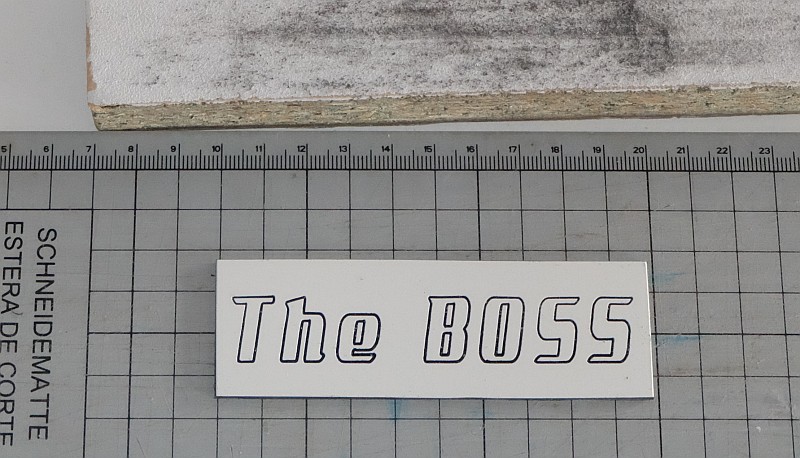 5 6 7 8 9 10 11 12 13 14 15 16 17 18 19 20 21 22 23
SCHNEIDEMATTE
ESTERA DE CORTE
The BOSS